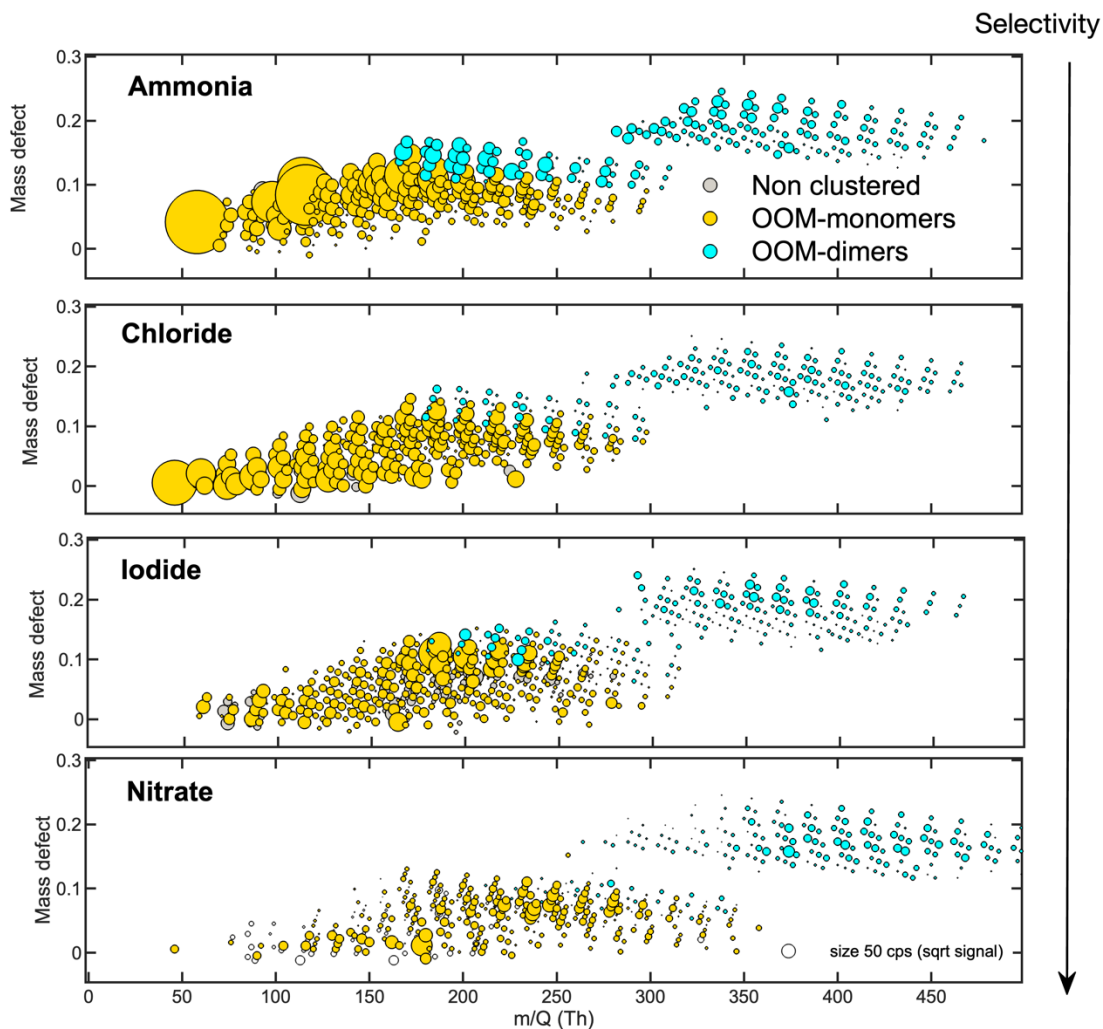 Selectivity
0.3
Ammonia
0.2
Mass defect
0.1
0
Non clustered
OOM-monomers
OOM-dimers
0.3
Chloride
0.2
Mass defect
0.1
0
0.3
Iodide
0.2
Mass defect
0.1
0
0.3
Nitrate
0.2
Mass defect
0.1
0
size 50 cps (sqrt signal)
0 50 100 150 200 250 300 350 400 450
m/Q (Th)